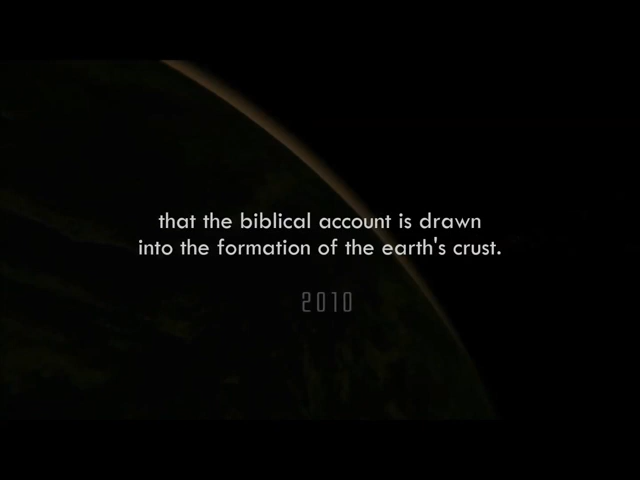 that the biblical account is drawn
into the formation of the earth's crust.
2010